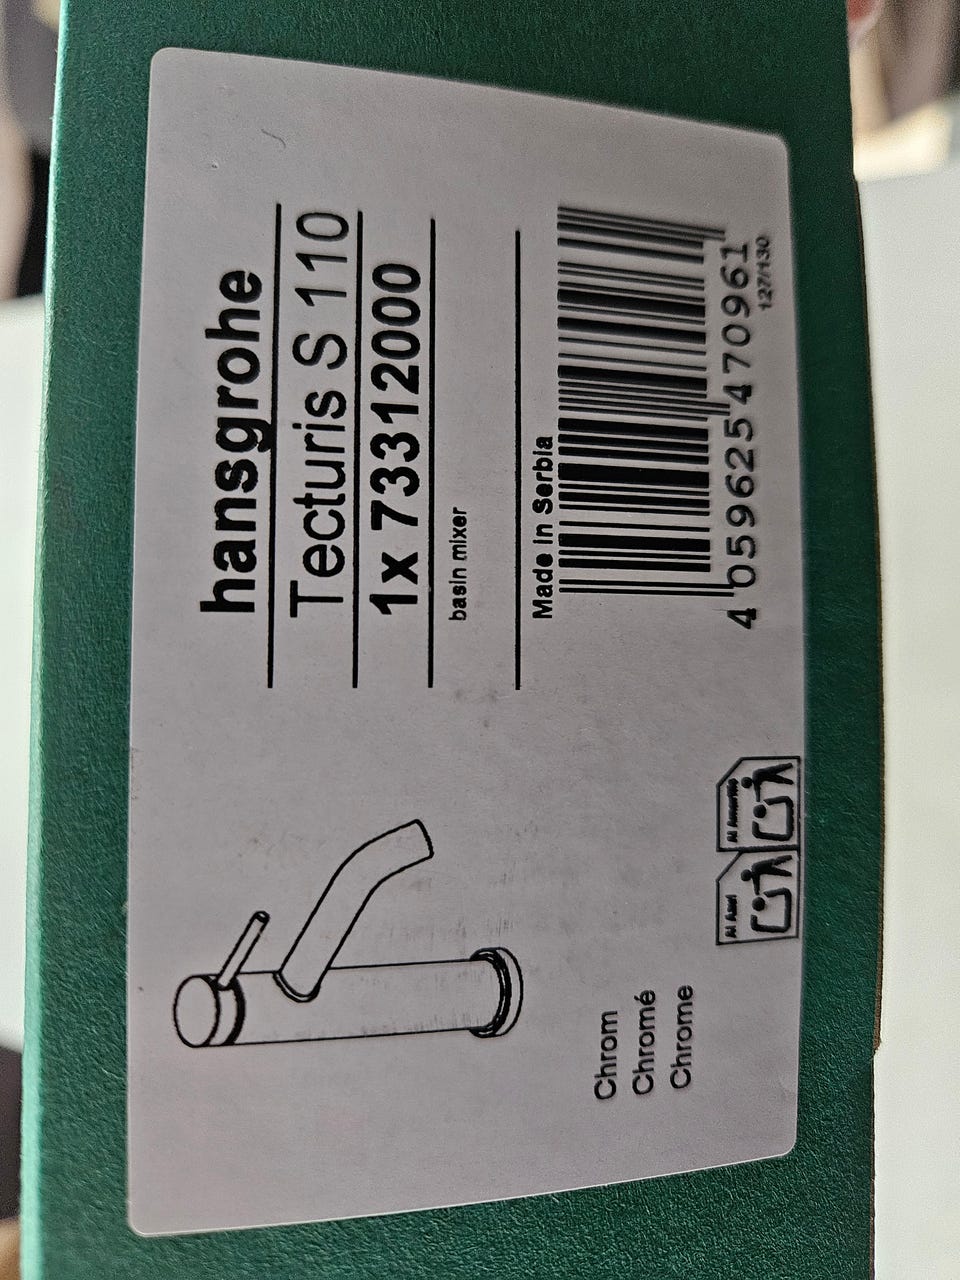 hansgrohe
Tecturis S 110
1x 73312000
basin mixer
Made in Serbia
4 059625 470961
127/130
Chrom
Chromé
Chrome